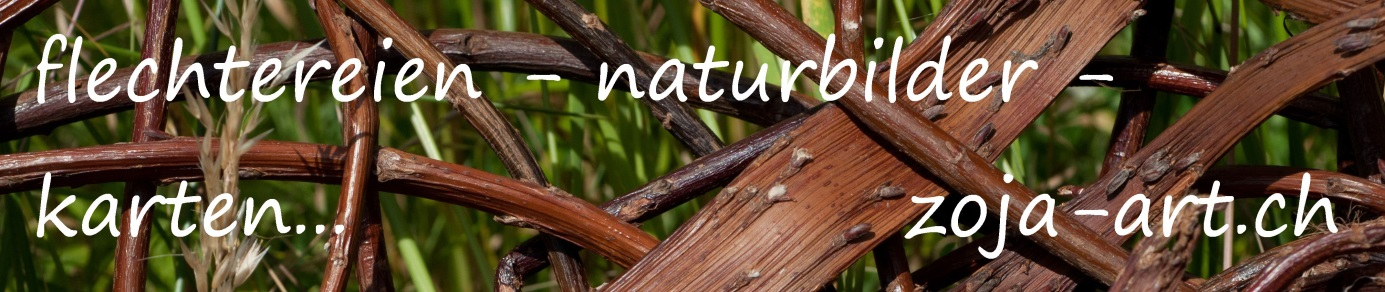 flechtereien - naturbilder -
karten... zoja-art.ch